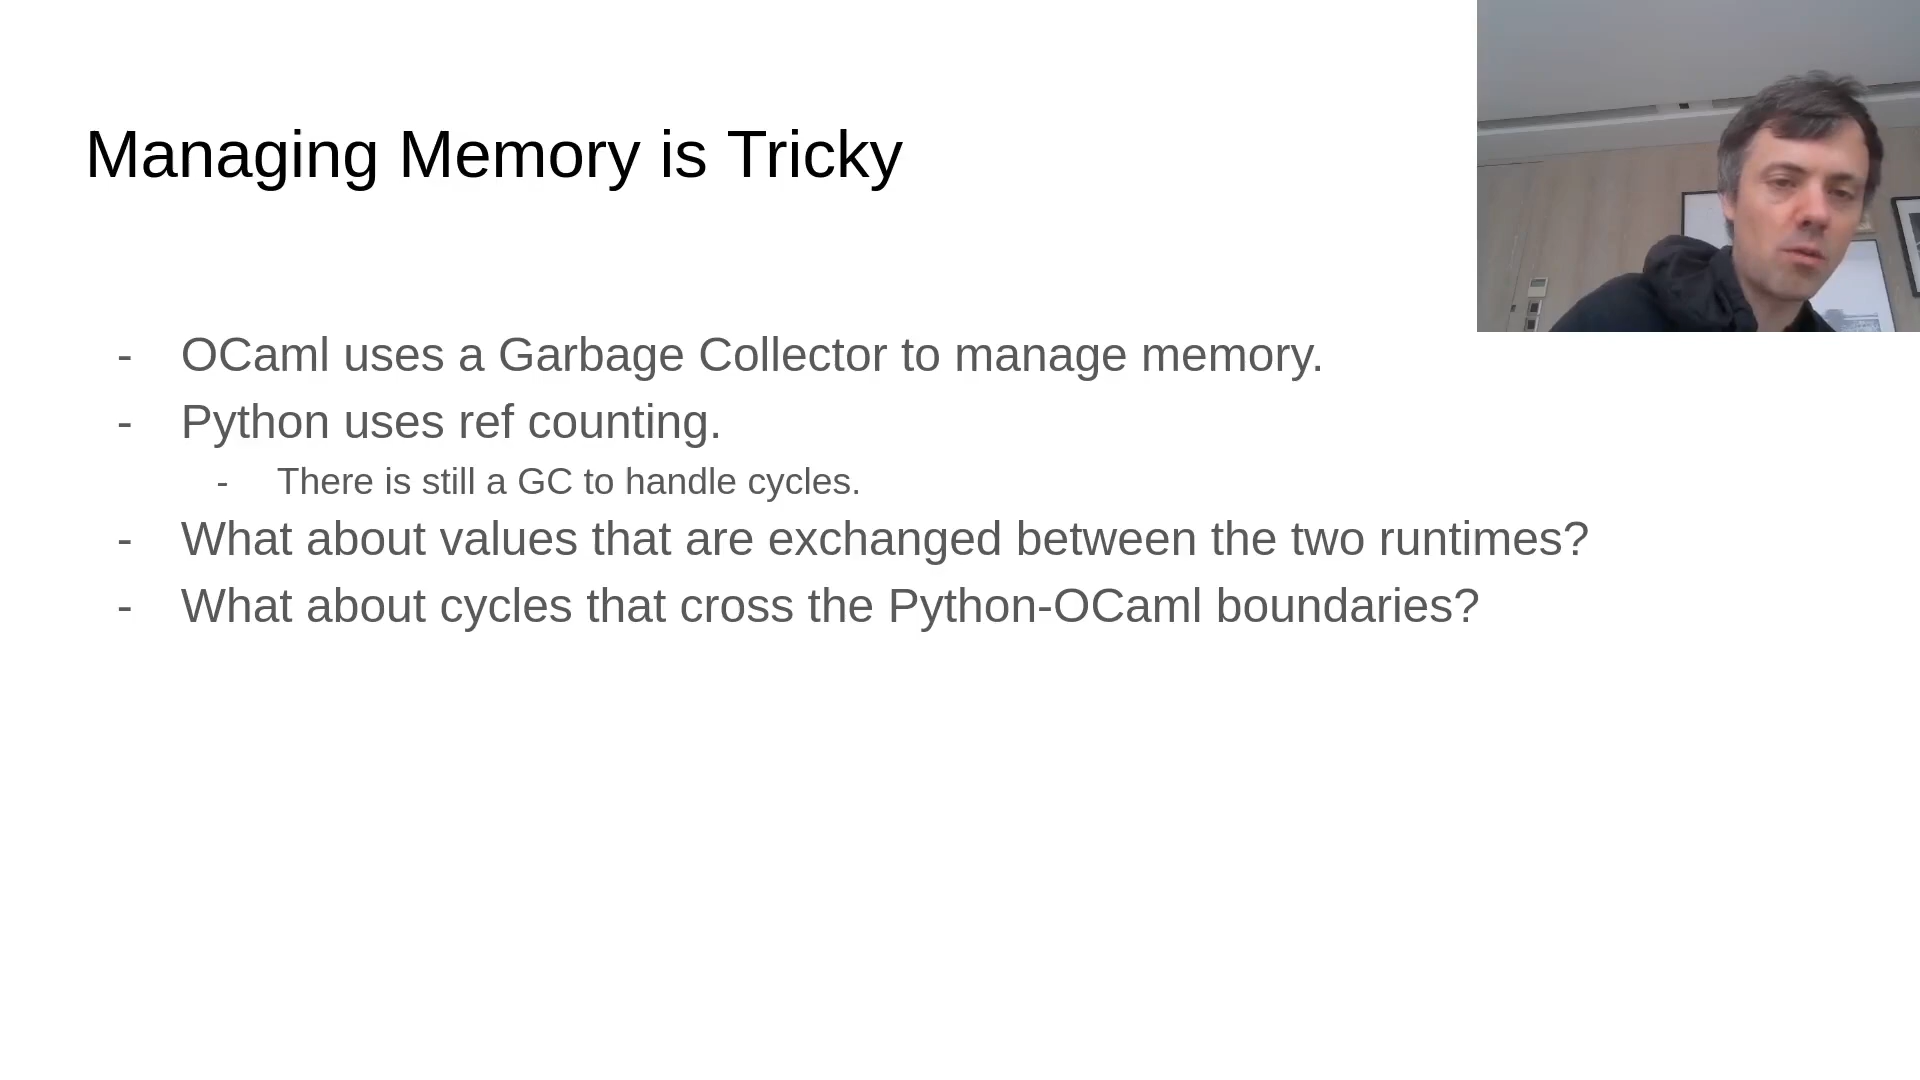 Managing Memory is Tricky
- OCaml uses a Garbage Collector to manage memory.
- Python uses ref counting.
- There is still a GC to handle cycles.
- What about values that are exchanged between the two runtimes?
- What about cycles that cross the Python-OCaml boundaries?